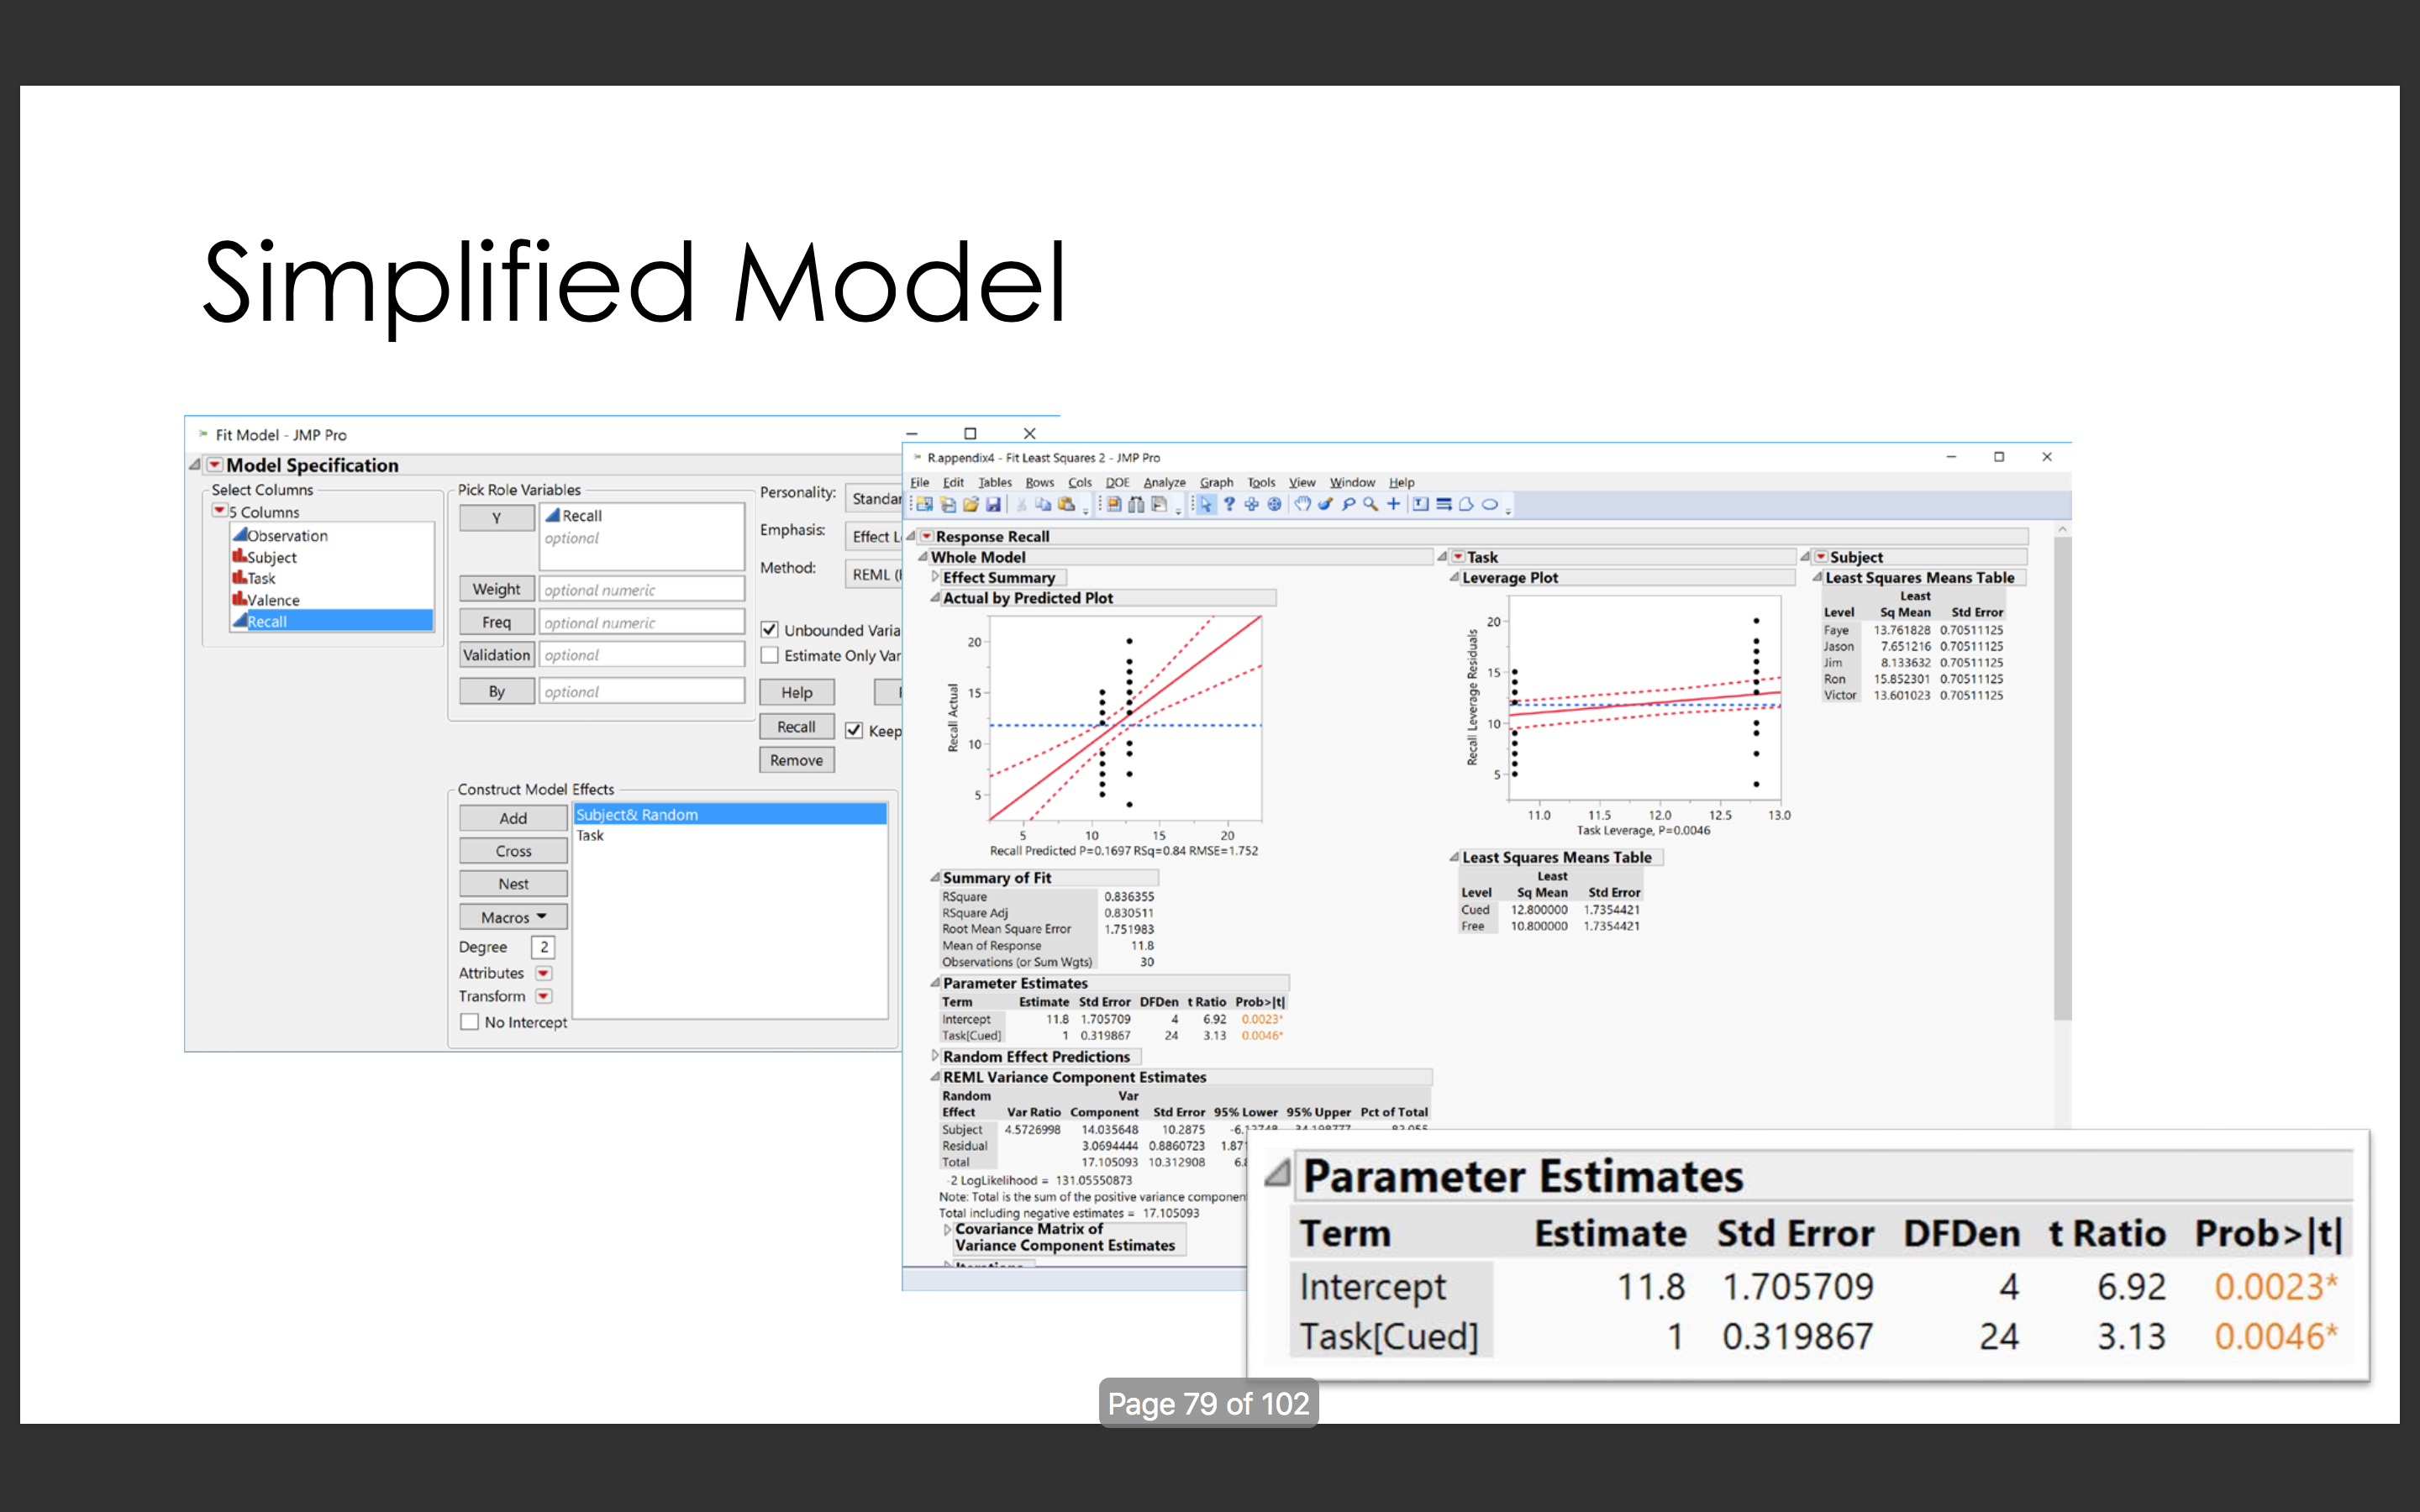 Simplified Model
Fit Model - JMP Pro
Model Specification
Select Columns
5 Columns
Observation
Subject
Task
Valence
Recall
Pick Role Variables
Y
Recall
optional
Weight
optional numeric
Freq
optional numeric
Validation
optional
By
optional
Personality:
Standar
Emphasis:
Effect L
Method:
REML (
Unbounded Varia
Estimate Only Var
Help
Recall
Keep
Remove
Construct Model Effects
Add
Cross
Nest
Macros
Degree 2
Attributes
Transform
No Intercept
Subject& Random
Task
R.appendix4 - Fit Least Squares 2 - JMP Pro
File Edit Tables Rows Cols DOE Analyze Graph Tools View Window Help
Response Recall
Whole Model
Effect Summary
Actual by Predicted Plot
Recall Actual
20
15
10
5
5 10 15 20
Recall Predicted P=0.1697 RSq=0.84 RMSE=1.752
Summary of Fit
RSquare 0.836355
RSquare Adj 0.830511
Root Mean Square Error 1.751983
Mean of Response 11.8
Observations (or Sum Wgts) 30
Parameter Estimates
Term Estimate Std Error DFDen t Ratio Prob>|t|
Intercept 11.8 1.705709 4 6.92 0.0023*
Task[Cued] 1 0.319867 24 3.13 0.0046*
Random Effect Predictions
REML Variance Component Estimates
Random Var
Effect Var Ratio Component Std Error 95% Lower 95% Upper Pct of Total
Subject 4.5726998 14.035648 10.2875 -6.12748 34.198777 82.055
Residual 3.0694444 0.8860723 1.87
Total 17.105093 10.312908 6.8
-2 LogLikelihood = 131.05550873
Note: Total is the sum of the positive variance componen
Total including negative estimates = 17.105093
Covariance Matrix of
Variance Component Estimates
Iterations
Task
Leverage Plot
Recall Leverage Residuals
20
15
10
5
11.0 11.5 12.0 12.5 13.0
Task Leverage, P=0.0046
Least Squares Means Table
Least
Level Sq Mean Std Error
Cued 12.800000 1.7354421
Free 10.800000 1.7354421
Subject
Least Squares Means Table
Least
Level Sq Mean Std Error
Faye 13.761828 0.70511125
Jason 7.651216 0.70511125
Jim 8.133632 0.70511125
Ron 15.852301 0.70511125
Victor 13.601023 0.70511125
Parameter Estimates
Term Estimate Std Error DFDen t Ratio Prob>|t|
Intercept 11.8 1.705709 4 6.92 0.0023*
Task[Cued] 1 0.319867 24 3.13 0.0046*
Page 79 of 102